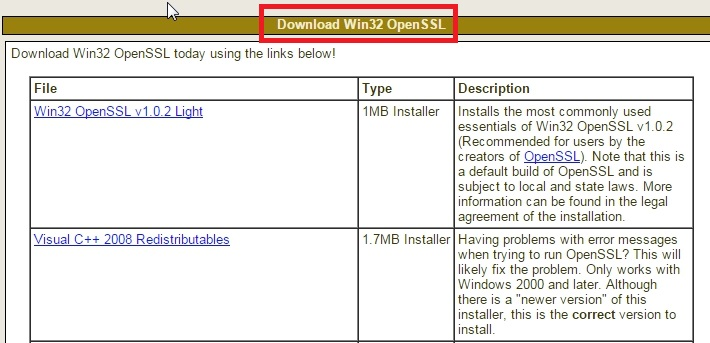 Download Win32 OpenSSL
Download Win32 OpenSSL today using the links below!
File Type Description
Win32 OpenSSL v1.0.2 Light 1MB Installer Installs the most commonly used
essentials of Win32 OpenSSL v1.0.2
(Recommended for users by the
creators of OpenSSL). Note that this is
a default build of OpenSSL and is
subject to local and state laws. More
information can be found in the legal
agreement of the installation.
Visual C++ 2008 Redistributables 1.7MB Installer Having problems with error messages
when trying to run OpenSSL? This will
likely fix the problem. Only works with
Windows 2000 and later. Although
there is a "newer version" of this
installer, this is the correct version to
install.